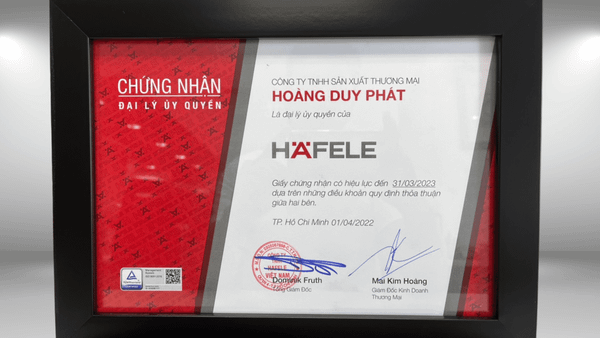 CHỨNG NHẬN
ĐẠI LÝ ỦY QUYỀN
CÔNG TY TNHH SẢN XUẤT THƯƠNG MẠI
HOÀNG DUY PHÁT
Là đại lý ủy quyền của
HÄFELE
Giấy chứng nhận có hiệu lực đến 31/03/2023
dựa trên những điều khoản quy định thỏa thuận
giữa hai bên.
TP. Hồ Chí Minh 01/04/2022
HÄFELE
VIỆT NAM
Dominik Fruth
Tổng Giám Đốc
Mai Kim Hoàng
Giám Đốc Kinh Doanh
Thương Mại